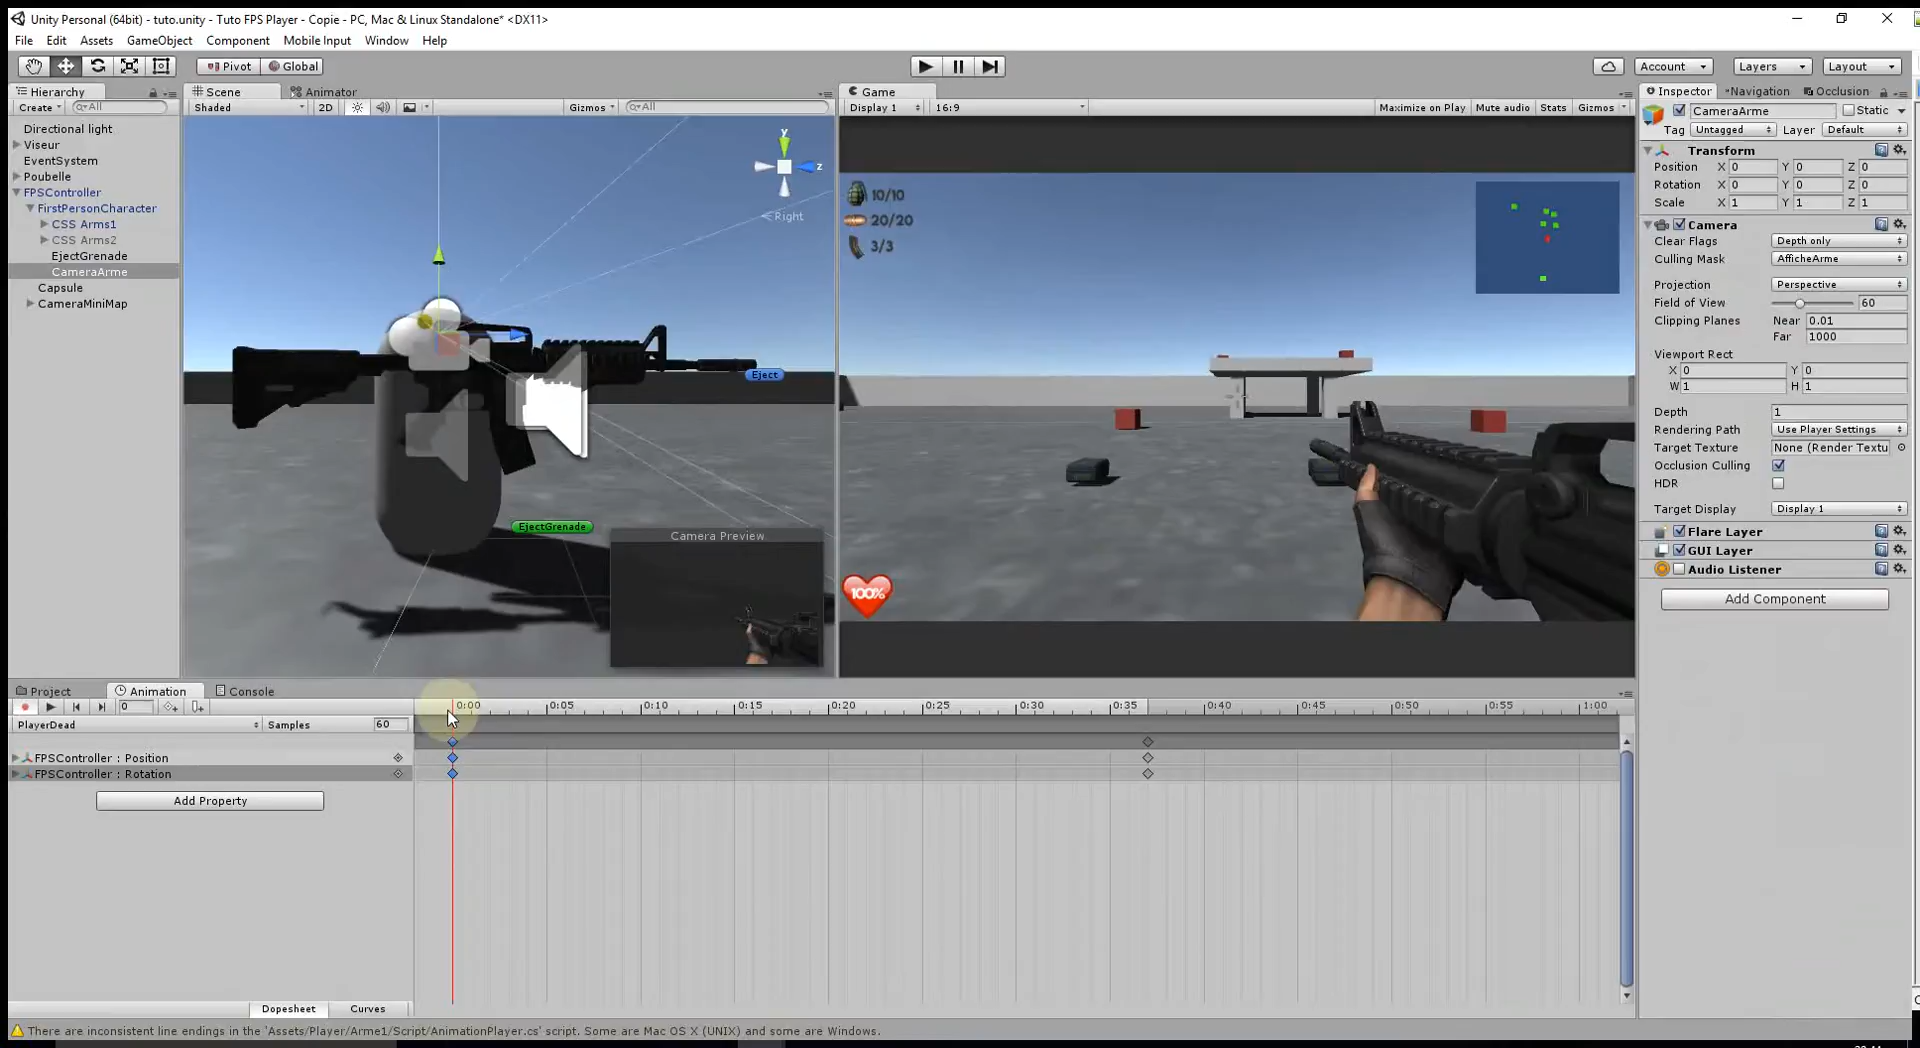 Unity Personal (64bit) - tuto.unity - Tuto FPS Player - Copie - PC, Mac & Linux Standalone* <DX11>
File Edit Assets GameObject Component Mobile Input Window Help
Pivot Global Account Layers Layout
Hierarchy Scene Animator Game Inspector Navigation Occlusion
Create All Shaded 2D Gizmos All Display 1 16:9 Maximize on Play Mute audio Stats Gizmos
CameraArme Static
Tag Untagged Layer Default
Directional light
Viseur
EventSystem
Poubelle
FPSController
FirstPersonCharacter
CSS Arms1
CSS Arms2
EjectGrenade
CameraArme
Capsule
CameraMiniMap
y
z
Right
Eject
EjectGrenade
Camera Preview
10/10
20/20
3/3
100%
Transform
Position X 0 Y 0 Z 0
Rotation X 0 Y 0 Z 0
Scale X 1 Y 1 Z 1
Camera
Clear Flags Depth only
Culling Mask AfficheArme
Projection Perspective
Field of View 60
Clipping Planes Near 0.01
Far 1000
Viewport Rect
X 0 Y 0
W 1 H 1
Depth 1
Rendering Path Use Player Settings
Target Texture None (Render Textu
Occlusion Culling
HDR
Target Display Display 1
Flare Layer
GUI Layer
Audio Listener
Add Component
Project Animation Console
0 0:00 0:05 0:10 0:15 0:20 0:25 0:30 0:35 0:40 0:45 0:50 0:55 1:00
PlayerDead Samples 60
FPSController : Position
FPSController : Rotation
Add Property
Dopesheet Curves
There are inconsistent line endings in the 'Assets/Player/Arme1/Script/AnimationPlayer.cs' script. Some are Mac OS X (UNIX) and some are Windows.